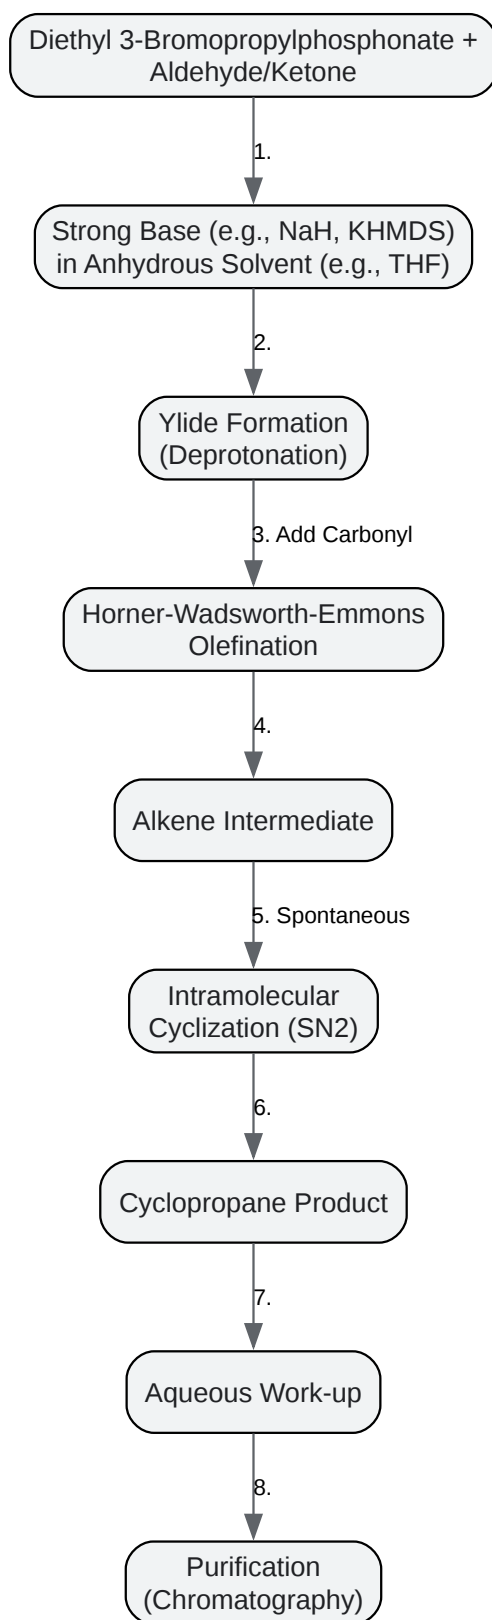 Diethyl 3-Bromopropylphosphonate +
Aldehyde/Ketone
1.
Strong Base (e.g., NaH, KHMDS)
in Anhydrous Solvent (e.g., THF)
2.
Ylide Formation
(Deprotonation)
3. Add Carbonyl
Horner-Wadsworth-Emmons
Olefination
4.
Alkene Intermediate
5. Spontaneous
Intramolecular
Cyclization (SN2)
6.
Cyclopropane Product
7.
Aqueous Work-up
8.
Purification
(Chromatography)